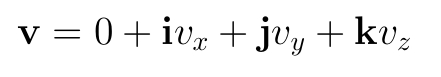 v = 0 + iv_x + jv_y + kv_z